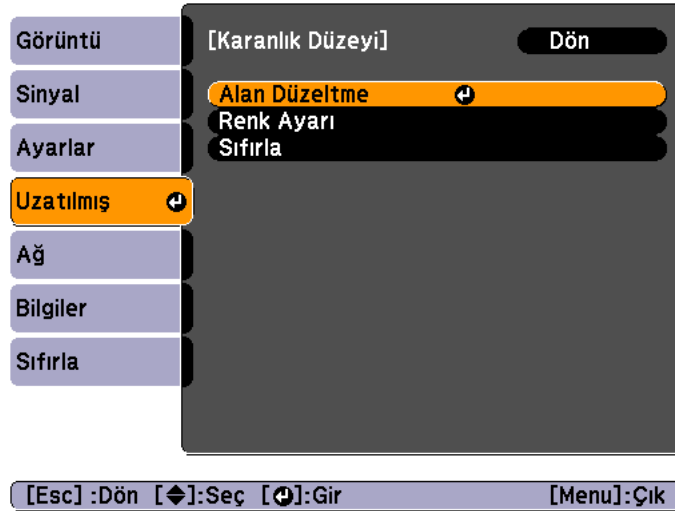 Görüntü
Sinyal
Ayarlar
Uzatılmış
Ağ
Bilgiler
Sıfırla
[Karanlık Düzeyi] Dön
Alan Düzeltme
Renk Ayarı
Sıfırla
[Esc] :Dön [◆]:Seç [↵]:Gir [Menu]:Çık